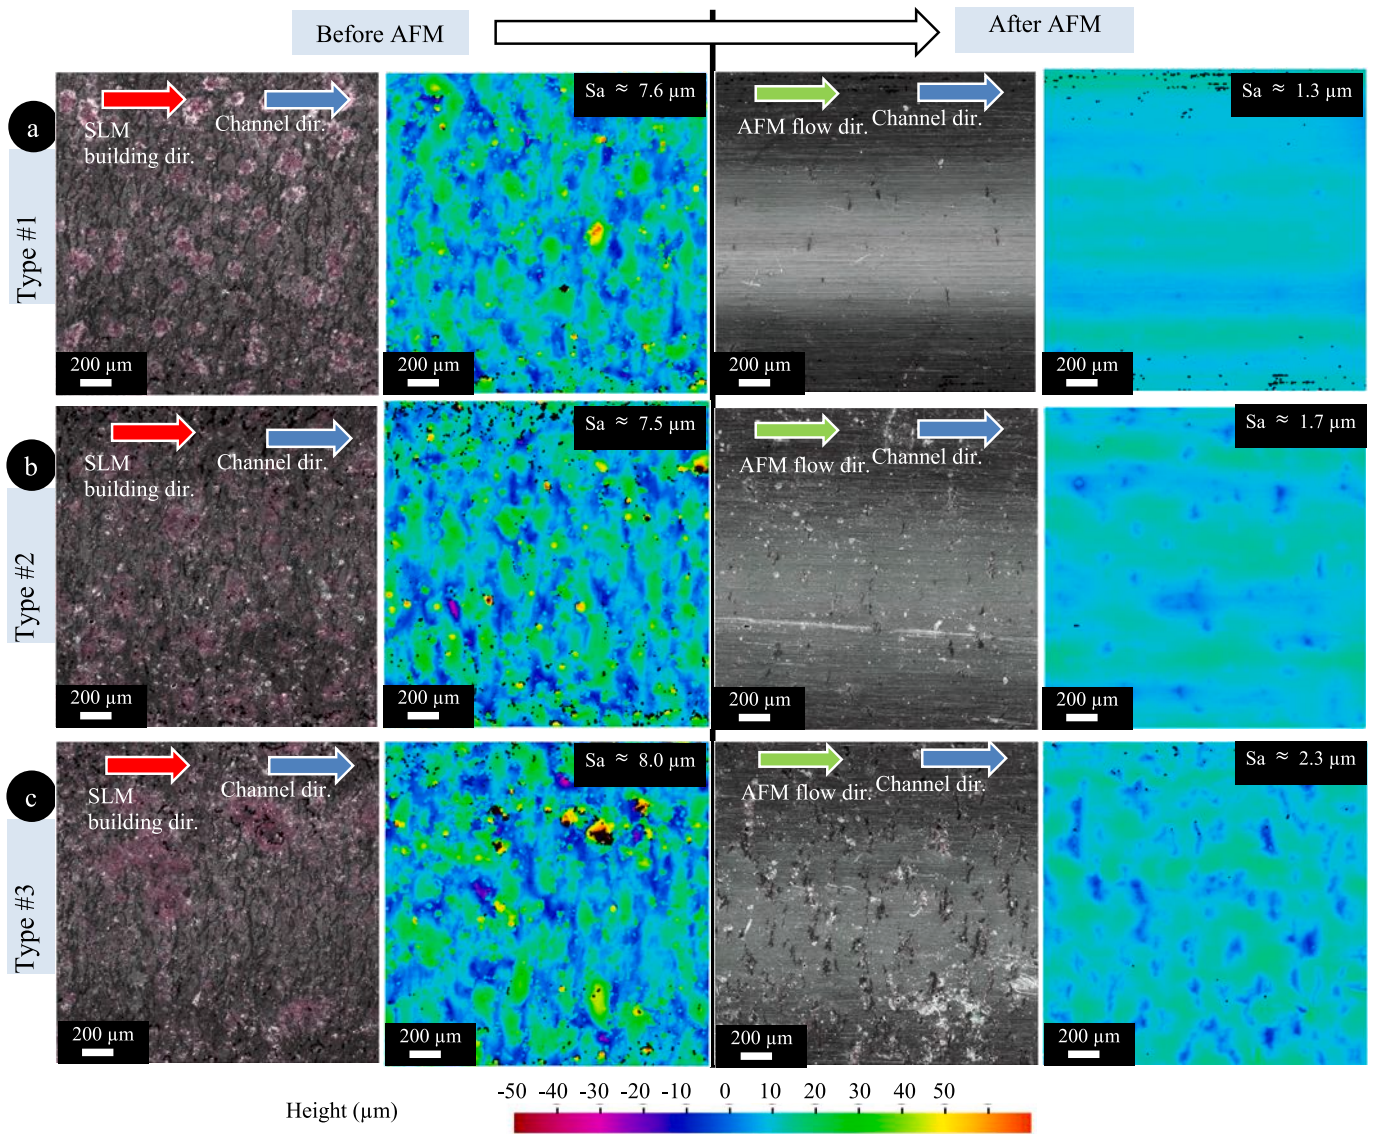 Before AFM
After AFM
a
Type #1
SLM
building dir.
Channel dir.
200 µm
Sa ≈ 7.6 µm
200 µm
AFM flow dir.
Channel dir.
200 µm
Sa ≈ 1.3 µm
200 µm
b
Type #2
SLM
building dir.
Channel dir.
200 µm
Sa ≈ 7.5 µm
200 µm
AFM flow dir.
Channel dir.
200 µm
Sa ≈ 1.7 µm
200 µm
c
Type #3
SLM
building dir.
Channel dir.
200 µm
Sa ≈ 8.0 µm
200 µm
AFM flow dir.
Channel dir.
200 µm
Sa ≈ 2.3 µm
200 µm
Height (µm)
-50 -40 -30 -20 -10 0 10 20 30 40 50